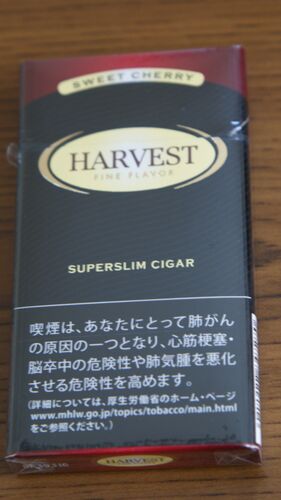 SWEET CHERRY
HARVEST
FINE FLAVOR
SUPERSLIM CIGAR
喫煙は、あなたにとって肺がん
の原因の一つとなり、心筋梗塞・
脳卒中の危険性や肺気腫を悪化
させる危険性を高めます。
(詳細については、厚生労働省のホーム・ページ
www.mhlw.go.jp/topics/tobacco/main.html
をご参照ください。)
HARVEST